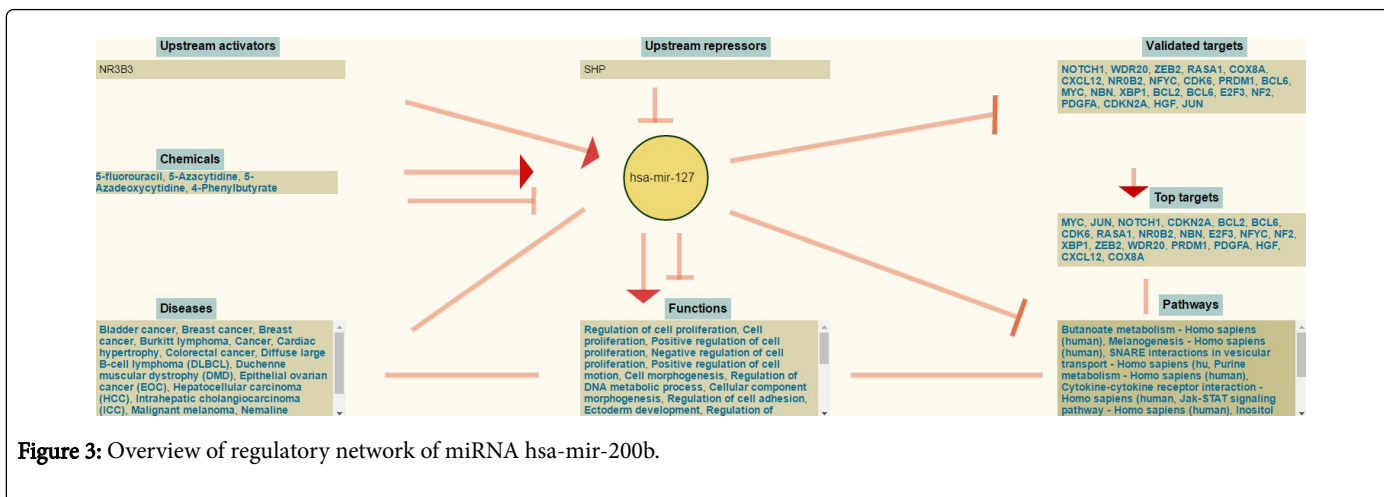 Upstream activators
NR3B3
Upstream repressors
SHP
Validated targets
NOTCH1, WDR20, ZEB2, RASA1, COX8A,
CXCL12, NR0B2, NFYC, CDK6, PRDM1, BCL6,
MYC, NBN, XBP1, BCL2, BCL6, E2F3, NF2,
PDGFA, CDKN2A, HGF, JUN
Chemicals
5-fluorouracil, 5-Azacytidine, 5-
Azadeoxycytidine, 4-Phenylbutyrate
hsa-mir-127
Top targets
MYC, JUN, NOTCH1, CDKN2A, BCL2, BCL6,
CDK6, RASA1, NR0B2, NBN, E2F3, NFYC, NF2,
XBP1, ZEB2, WDR20, PRDM1, PDGFA, HGF,
CXCL12, COX8A
Diseases
Bladder cancer, Breast cancer, Breast
cancer, Burkitt lymphoma, Cancer, Cardiac
hypertrophy, Colorectal cancer, Diffuse large
B-cell lymphoma (DLBCL), Duchenne
muscular dystrophy (DMD), Epithelial ovarian
cancer (EOC), Hepatocellular carcinoma
(HCC), Intrahepatic cholangiocarcinoma
(ICC), Malignant melanoma, Nemaline
Functions
Regulation of cell proliferation, Cell
proliferation, Positive regulation of cell
proliferation, Negative regulation of cell
proliferation, Positive regulation of cell
motion, Cell morphogenesis, Regulation of
DNA metabolic process, Cellular component
morphogenesis, Regulation of cell adhesion,
Ectoderm development, Regulation of
Pathways
Butanoate metabolism - Homo sapiens
(human), Melanogenesis - Homo sapiens
(human), SNARE interactions in vesicular
transport - Homo sapiens (hu, Purine
metabolism - Homo sapiens (human),
Cytokine-cytokine receptor interaction -
Homo sapiens (human, Jak-STAT signaling
pathway - Homo sapiens (human), Inositol
Figure 3: Overview of regulatory network of miRNA hsa-mir-200b.